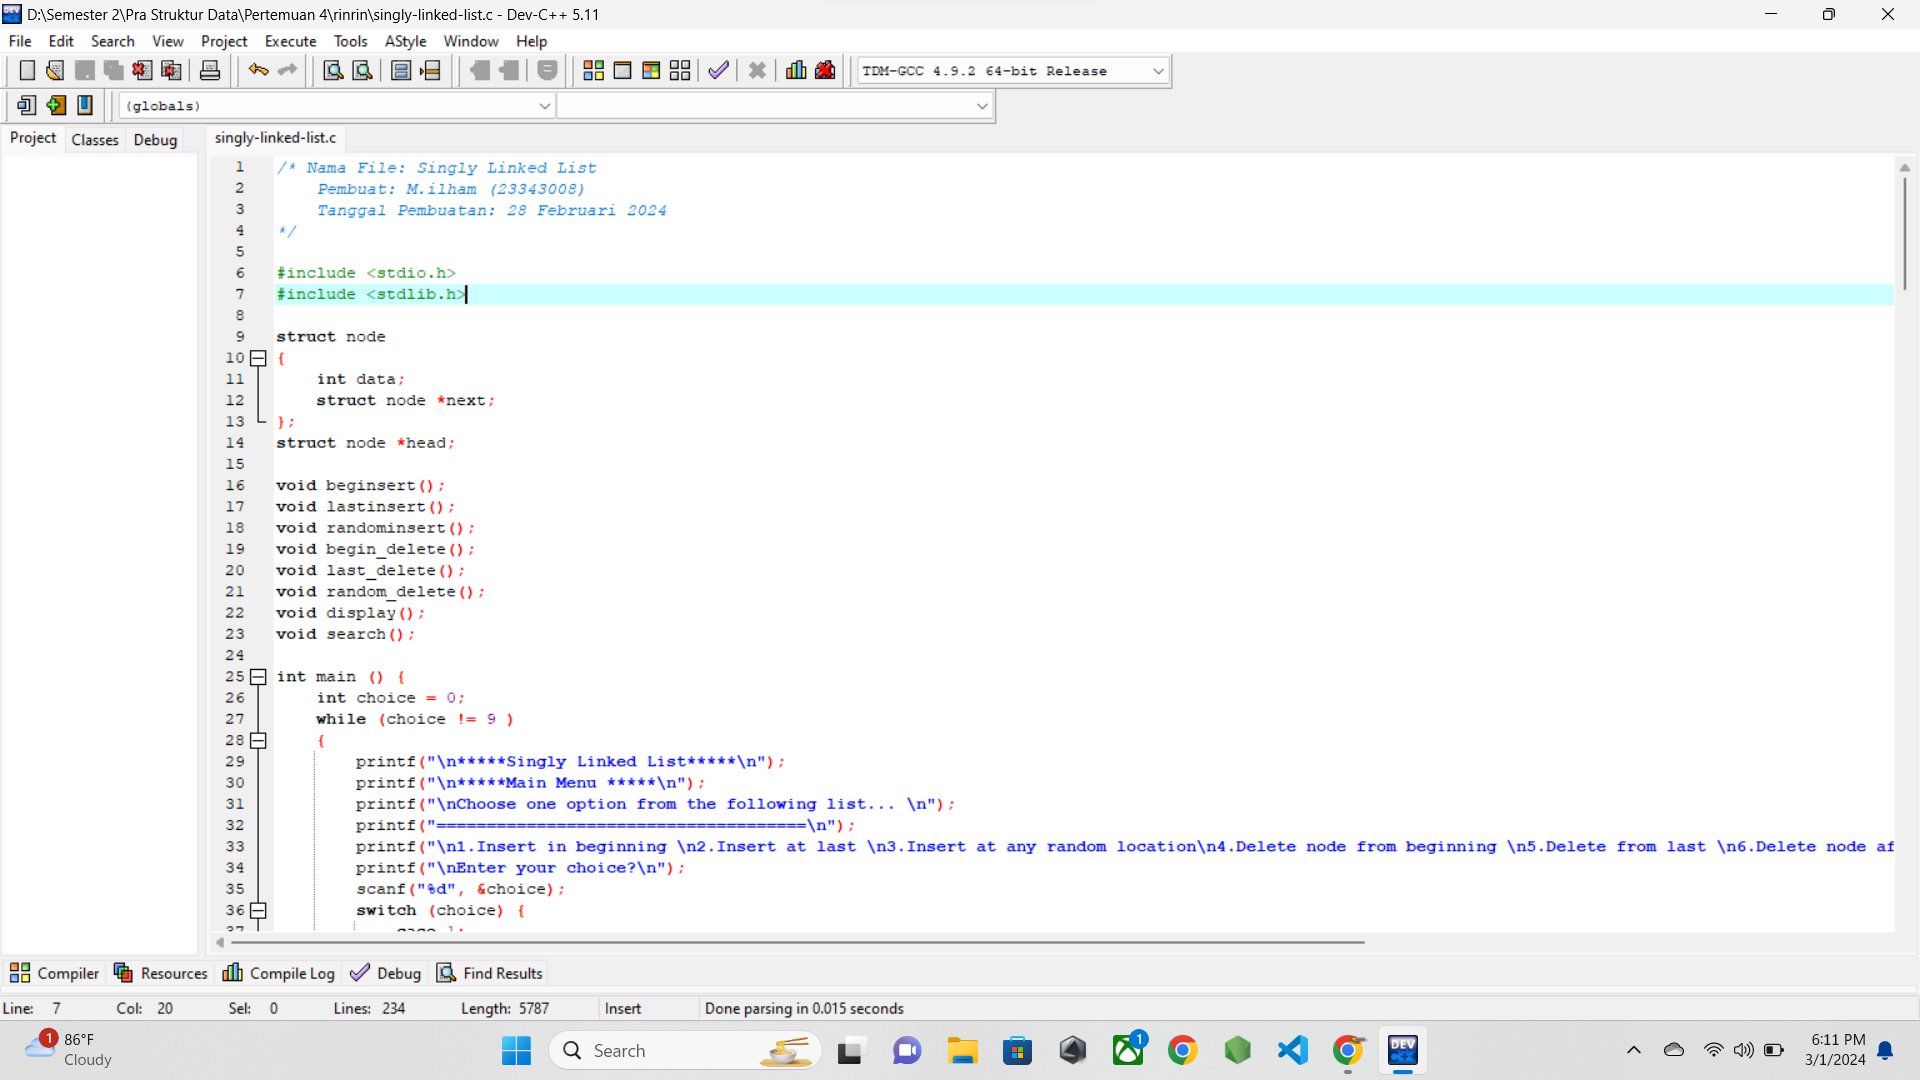 D:\Semester 2\Pra Struktur Data\Pertemuan 4\rinrin\singly-linked-list.c - Dev-C++ 5.11
File Edit Search View Project Execute Tools AStyle Window Help
TDM-GCC 4.9.2 64-bit Release
(globals)
Project Classes Debug singly-linked-list.c
1 /* Nama File: Singly Linked List
2 Pembuat: M.ilham (23343008)
3 Tanggal Pembuatan: 28 Februari 2024
4 */
5
6 #include <stdio.h>
7 #include <stdlib.h>
8
9 struct node
10 {
11 int data;
12 struct node *next;
13 };
14 struct node *head;
15
16 void beginsert();
17 void lastinsert();
18 void randominsert();
19 void begin_delete();
20 void last_delete();
21 void random_delete();
22 void display();
23 void search();
24
25 int main () {
26 int choice = 0;
27 while (choice != 9 )
28 {
29 printf("\n*****Singly Linked List*****\n");
30 printf("\n*****Main Menu *****\n");
31 printf("\nChoose one option from the following list... \n");
32 printf("=====================================\n");
33 printf("\n1.Insert in beginning \n2.Insert at last \n3.Insert at any random location\n4.Delete node from beginning \n5.Delete from last \n6.Delete node af
34 printf("\nEnter your choice?\n");
35 scanf("%d", &choice);
36 switch (choice) {
37 case 1:
Compiler Resources Compile Log Debug Find Results
Line: 7 Col: 20 Sel: 0 Lines: 234 Length: 5787 Insert Done parsing in 0.015 seconds
1 86°F
Cloudy
Search
1
DEV C++
6:11 PM
3/1/2024